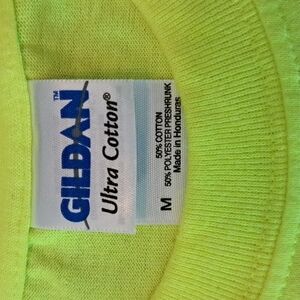 GILDAN™
Ultra Cotton®
50% COTTON
50% POLYESTER PRESHRUNK
Made in Honduras
M